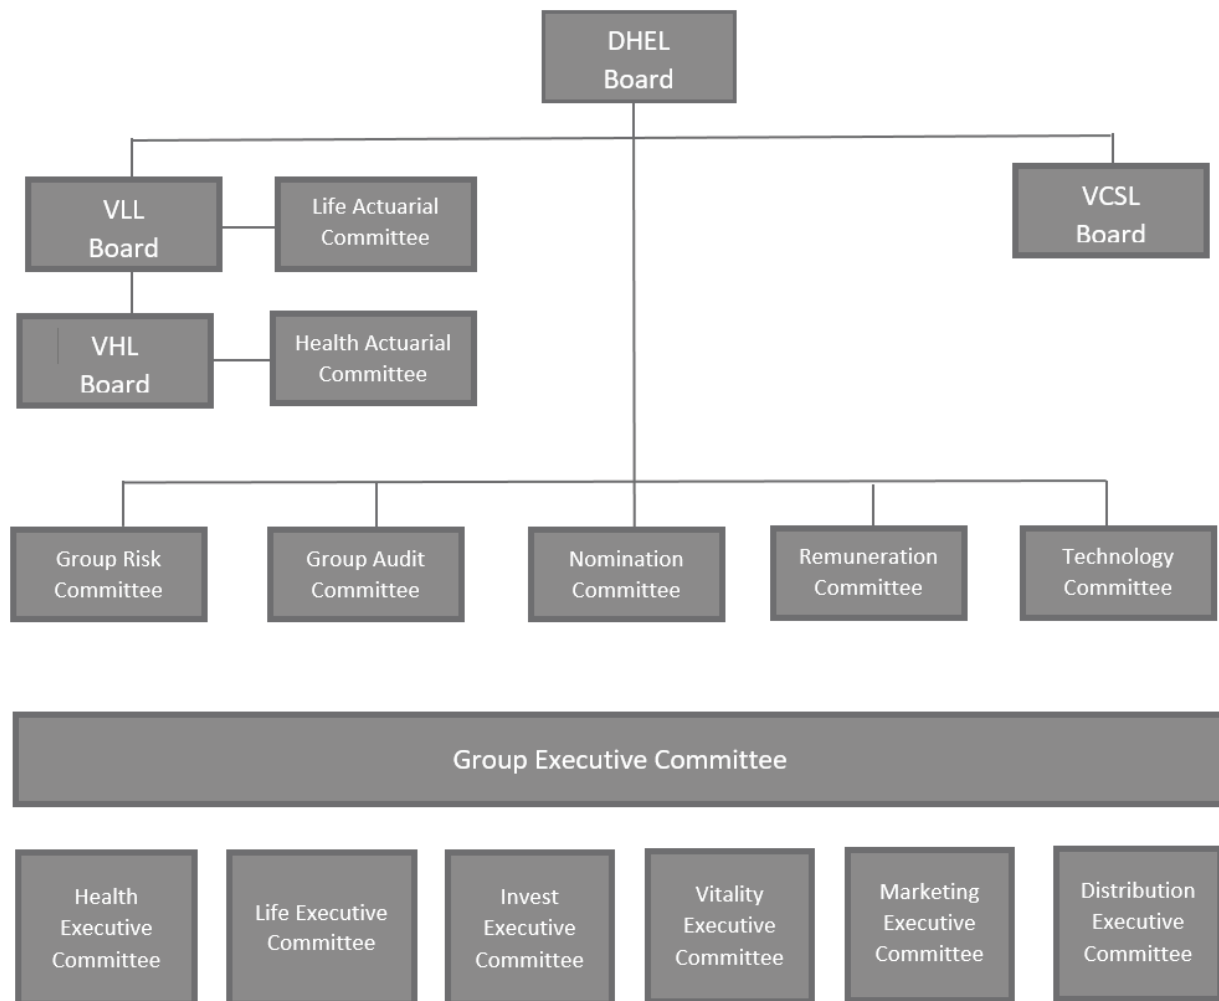 DHEL
Board
VLL
Board
Life Actuarial
Committee
VCSL
Board
VHL
Board
Health Actuarial
Committee
Group Risk
Committee
Group Audit
Committee
Nomination
Committee
Remuneration
Committee
Technology
Committee
Group Executive Committee
Health
Executive
Committee
Life Executive
Committee
Invest
Executive
Committee
Vitality
Executive
Committee
Marketing
Executive
Committee
Distribution
Executive
Committee